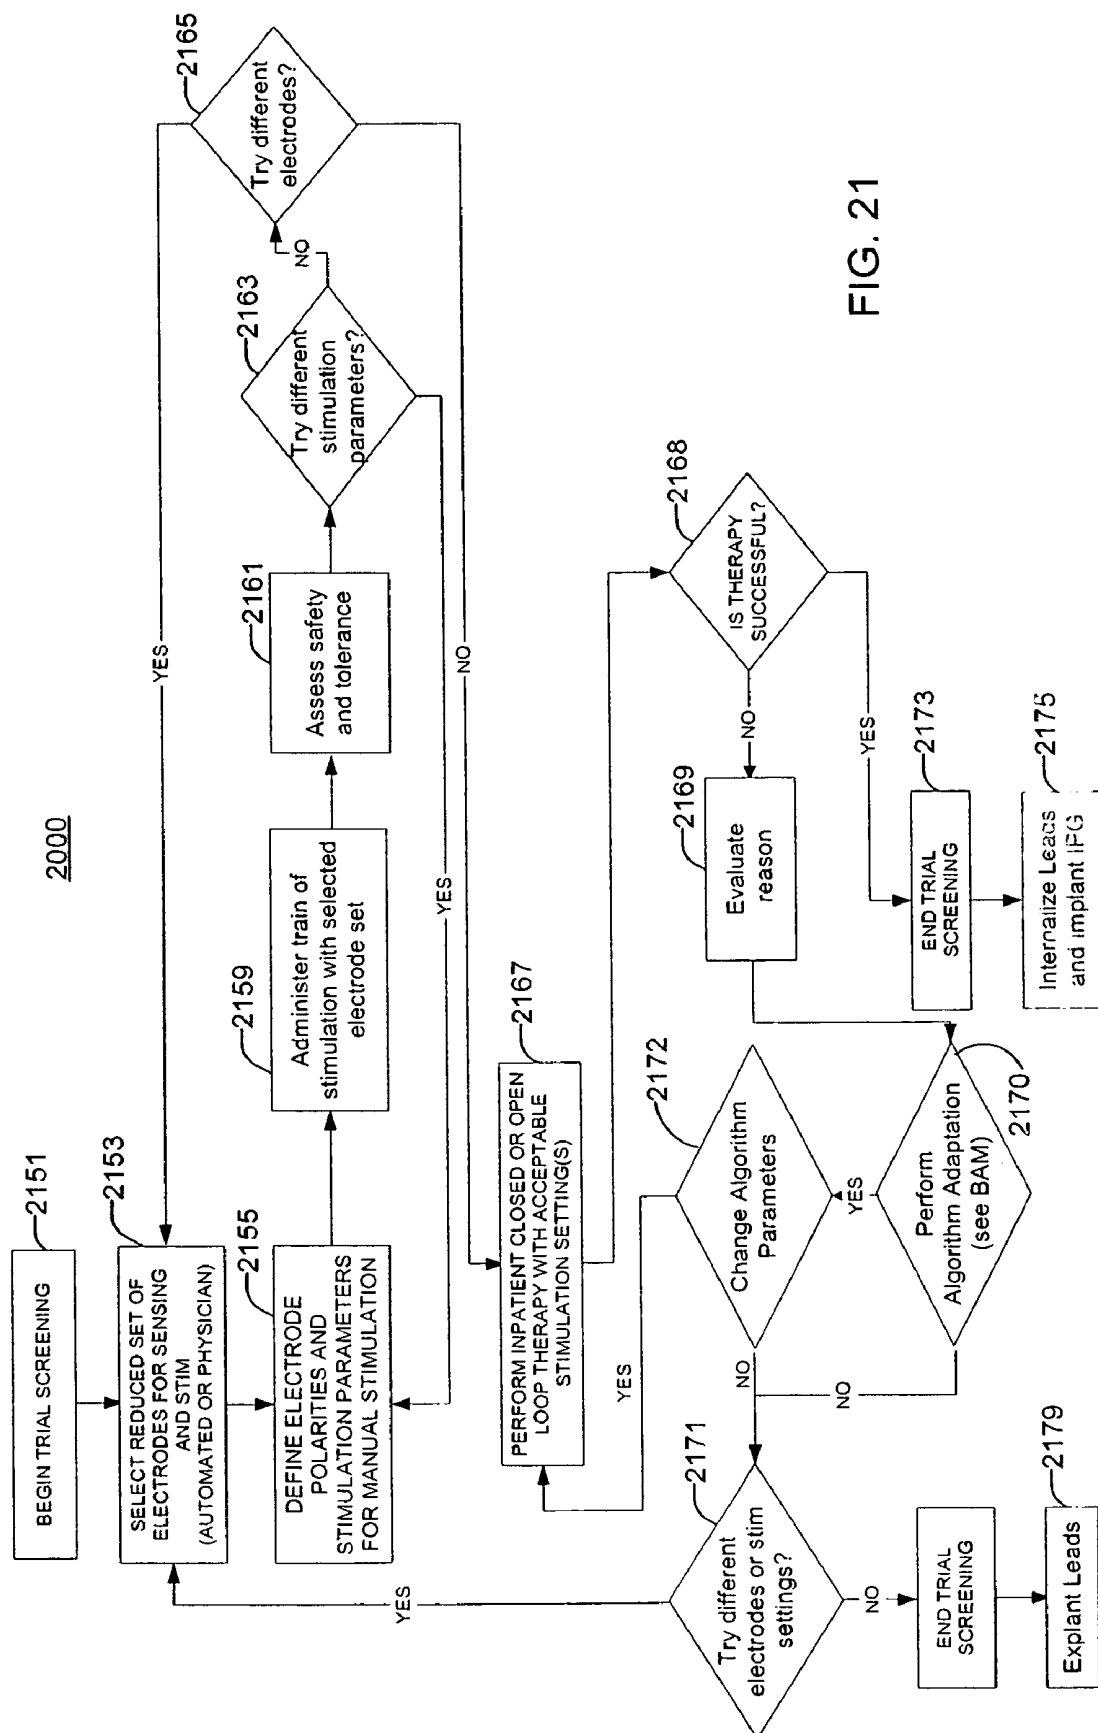 2000
BEGIN TRIAL SCREENING
2151
SELECT REDUCED SET OF
ELECTRODES FOR SENSING
AND STIM
(AUTOMATED OR PHYSICIAN)
2153
DEFINE ELECTRODE
POLARITIES AND
STIMULATION PARAMETERS
FOR MANUAL STIMULATION
2155
Administer train of
stimulation with selected
electrode set
2159
Assess safety
and tolerance
2161
Try different
stimulation
parameters?
2163
NO
YES
Try different
electrodes?
2165
YES
NO
PERFORM INPATIENT CLOSED OR OPEN
LOOP THERAPY WITH ACCEPTABLE
STIMULATION SETTING(S)
2167
IS THERAPY
SUCCESSFUL?
2168
NO
YES
Evaluate
reason
2169
END TRIAL
SCREENING
2173
Internalize Leads
and implant IPG
2175
Perform
Algorithm Adaptation
(see BAM)
2170
YES
NO
Change Algorithm
Parameters
2172
YES
NO
Try different
electrodes or stim
settings?
2171
YES
NO
END TRIAL
SCREENING
Explant Leads
2179
FIG. 21